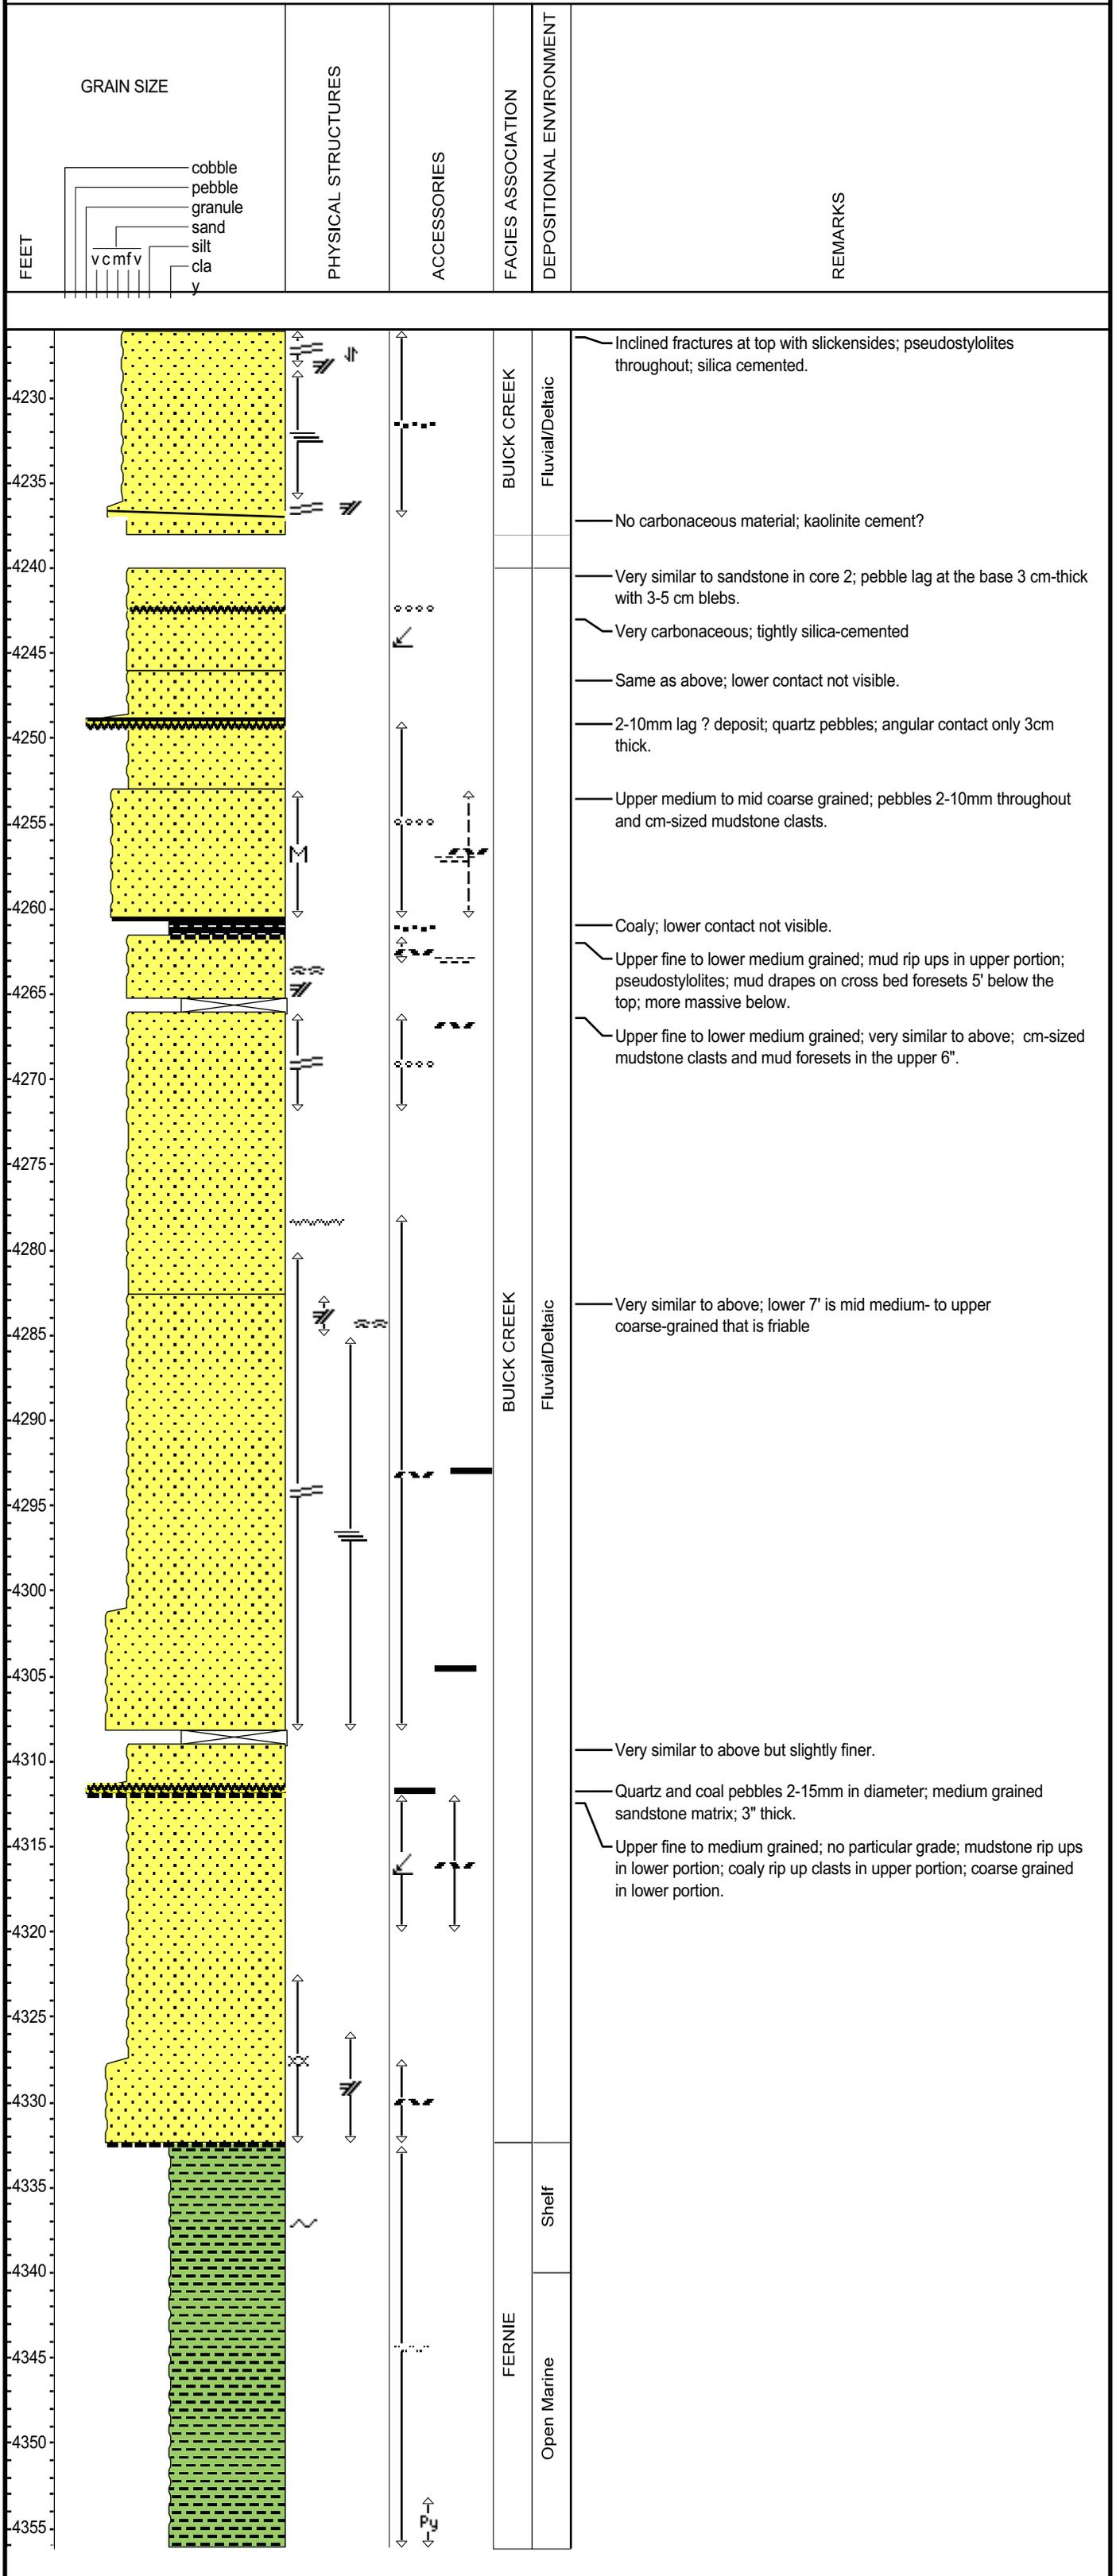 GRAIN SIZE
cobble
pebble
granule
sand
silt
cla
y
v c m f v
FEET
PHYSICAL STRUCTURES
ACCESSORIES
FACIES ASSOCIATION
DEPOSITIONAL ENVIRONMENT
REMARKS
Inclined fractures at top with slickensides; pseudostylolites
throughout; silica cemented.
4230
BUICK CREEK
Fluvial/Deltaic
4235
No carbonaceous material; kaolinite cement?
4240
Very similar to sandstone in core 2; pebble lag at the base 3 cm-thick
with 3-5 cm blebs.
Very carbonaceous; tightly silica-cemented
4245
Same as above; lower contact not visible.
2-10mm lag ? deposit; quartz pebbles; angular contact only 3cm
thick.
4250
Upper medium to mid coarse grained; pebbles 2-10mm throughout
and cm-sized mudstone clasts.
4255
M
4260
Coaly; lower contact not visible.
Upper fine to lower medium grained; mud rip ups in upper portion;
pseudostylolites; mud drapes on cross bed foresets 5' below the
top; more massive below.
4265
Upper fine to lower medium grained; very similar to above; cm-sized
mudstone clasts and mud foresets in the upper 6".
4270
4275
4280
Very similar to above; lower 7' is mid medium- to upper
coarse-grained that is friable
4285
BUICK CREEK
Fluvial/Deltaic
4290
4295
4300
4305
Very similar to above but slightly finer.
4310
Quartz and coal pebbles 2-15mm in diameter; medium grained
sandstone matrix; 3" thick.
Upper fine to medium grained; no particular grade; mudstone rip ups
in lower portion; coaly rip up clasts in upper portion; coarse grained
in lower portion.
4315
4320
4325
4330
4335
Shelf
4340
FERNIE
4345
Open Marine
4350
4355
Py